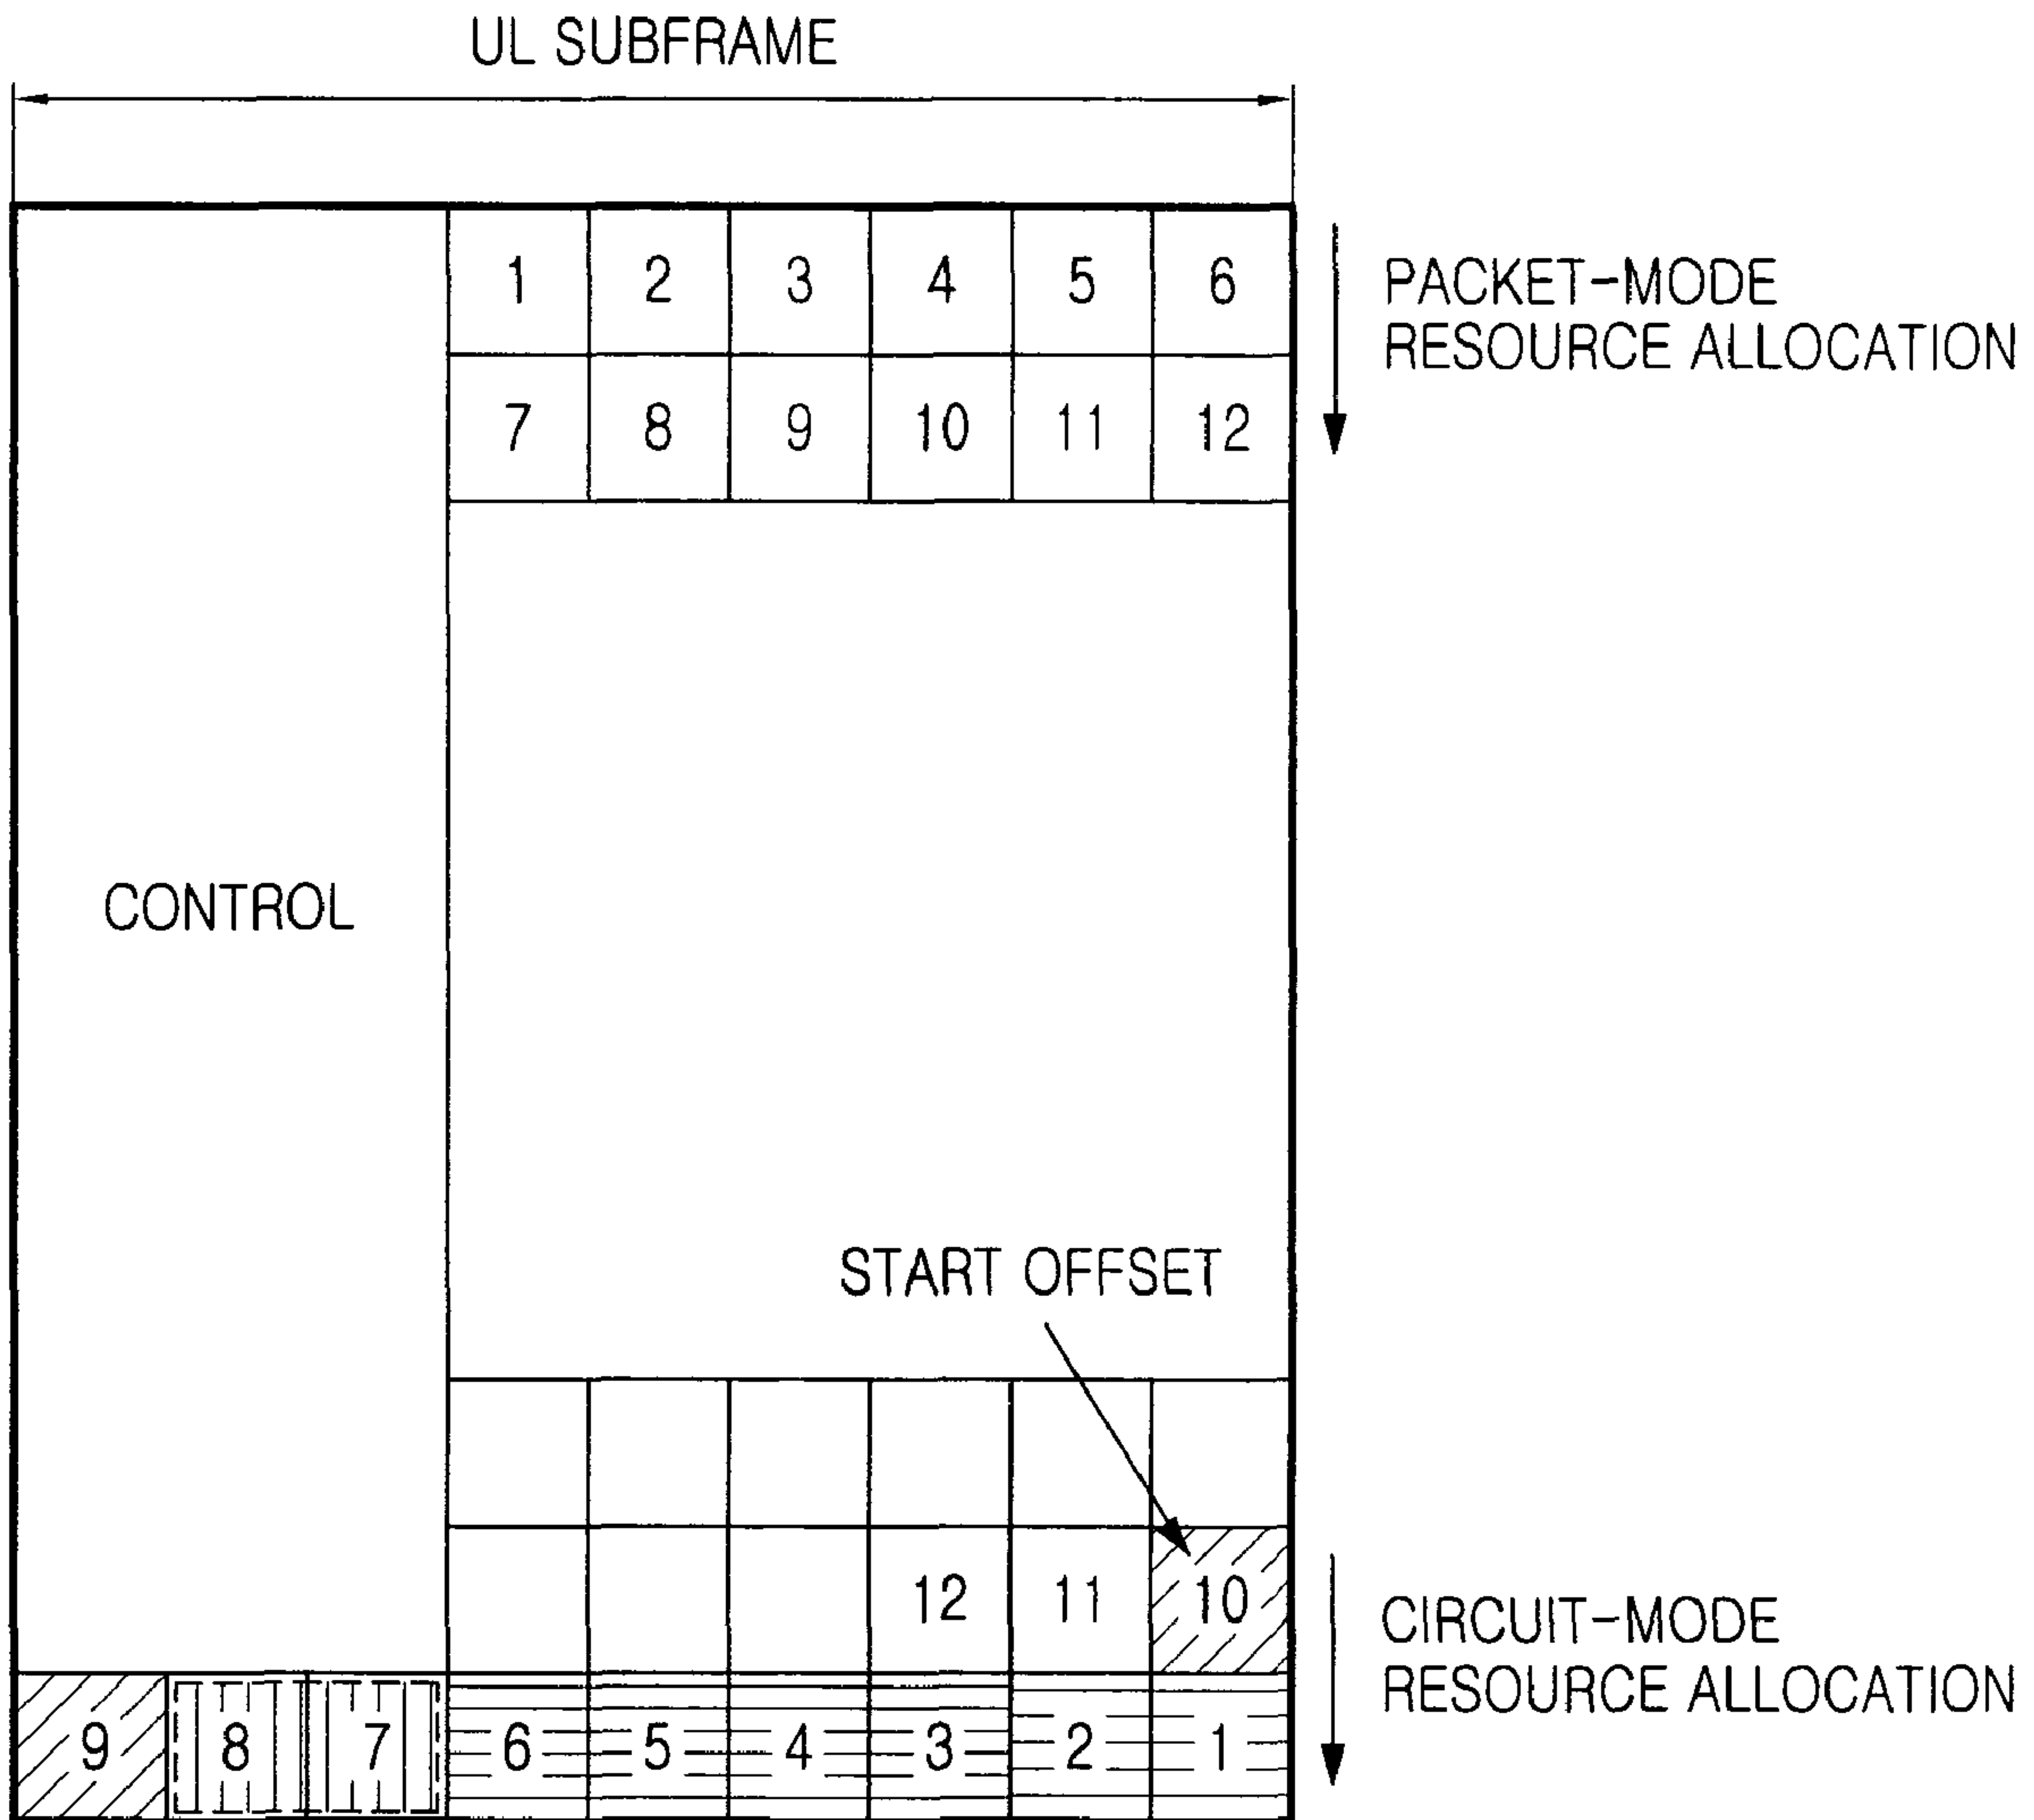 UL SUBFRAME
1 2 3 4 5 6
PACKET-MODE
RESOURCE ALLOCATION
7 8 9 10 11 12
CONTROL
START OFFSET
12 11 10
CIRCUIT-MODE
RESOURCE ALLOCATION
9 8 7 6 5 4 3 2 1